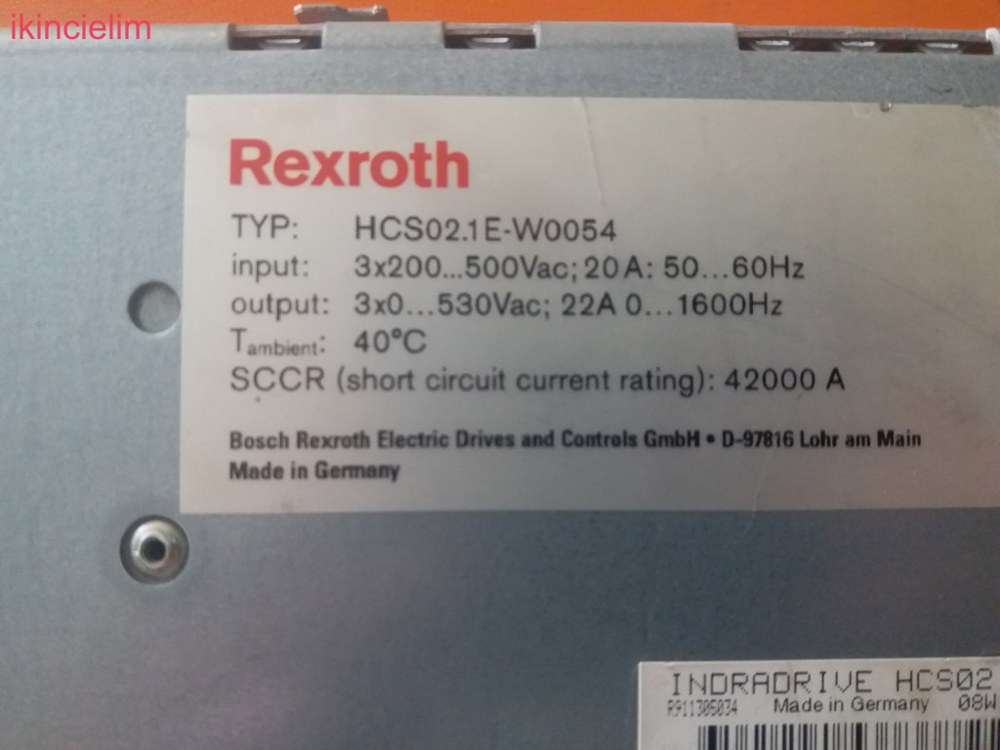 ikincielim
Rexroth
TYP: HCS02.1E-W0054
input: 3x200...500Vac; 20A: 50...60Hz
output: 3x0...530Vac; 22A 0...1600Hz
Tambient: 40°C
SCCR (short circuit current rating): 42000 A
Bosch Rexroth Electric Drives and Controls GmbH • D-97816 Lohr am Main
Made in Germany
INDRADRIVE HCS02
R911305034 Made in Germany 08W